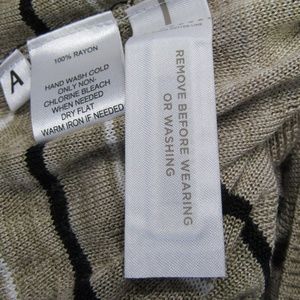 A
100% RAYON
HAND WASH COLD
ONLY NON-
CHLORINE BLEACH
WHEN NEEDED
DRY FLAT
WARM IRON IF NEEDED
REMOVE BEFORE WEARING
OR WASHING